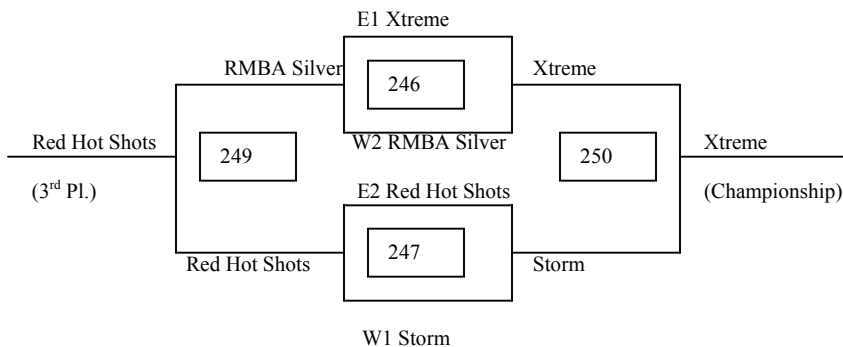 E1 Xtreme
RMBA Silver
246
Xtreme
Red Hot Shots
249
W2 RMBA Silver
250
Xtreme
(3rd Pl.)
E2 Red Hot Shots
(Championship)
Red Hot Shots
247
Storm
W1 Storm